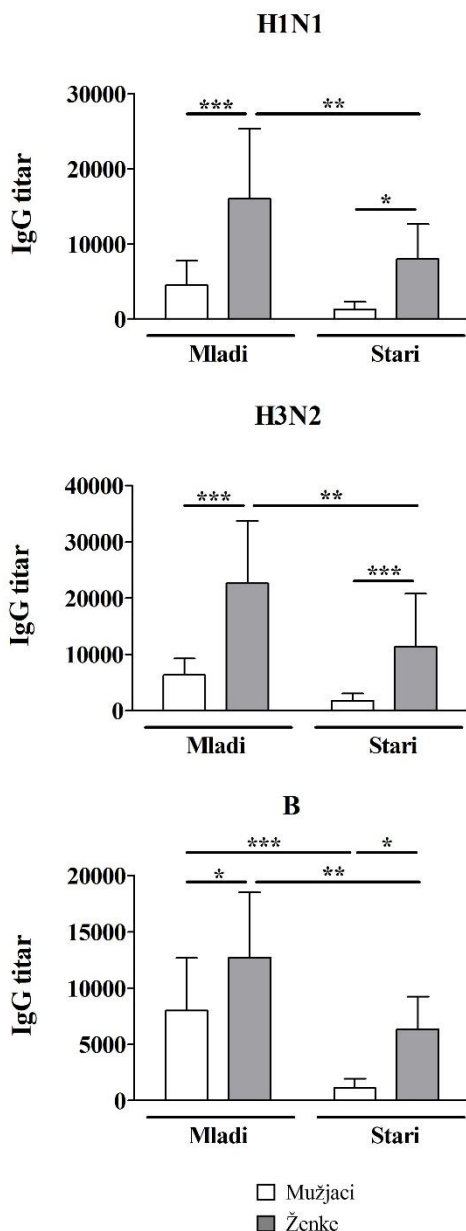 H1N1
30000
20000
10000
0
IgG titar
***
**
*
Mladi
Stari
H3N2
40000
30000
20000
10000
0
IgG titar
***
**
***
Mladi
Stari
B
20000
15000
10000
5000
0
IgG titar
***
*
*
**
Mladi
Stari
Mužjaci
Ženke